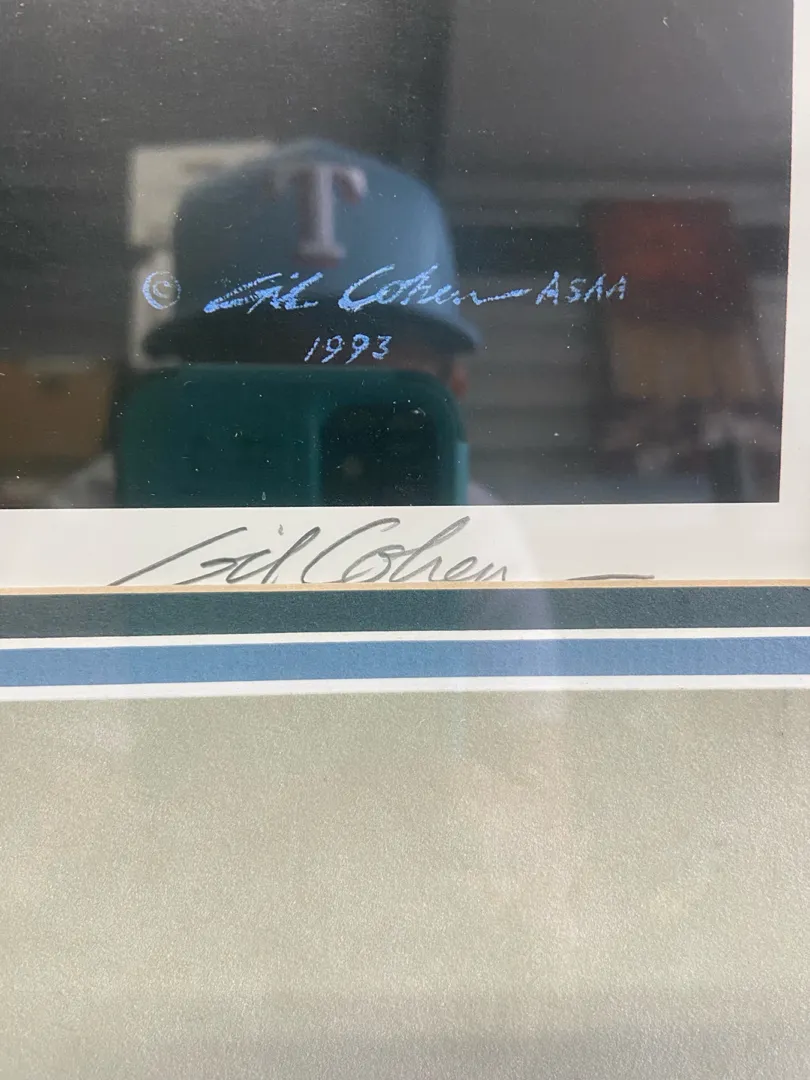 T
© Gil Cohen ASAA
1993
Gil Cohen